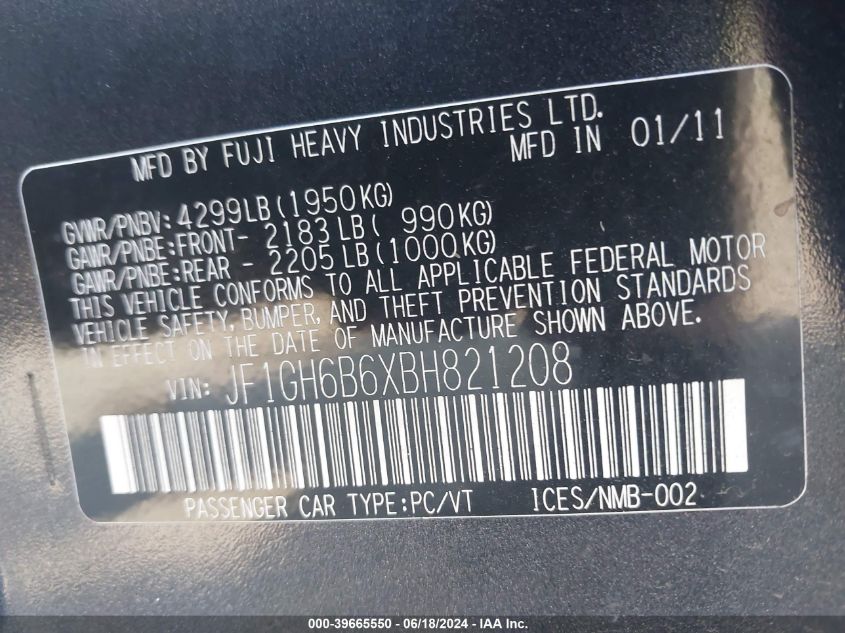 MFD BY FUJI HEAVY INDUSTRIES LTD.
MFD IN 01/11
GVWR/PNBV: 4299LB(1950KG)
GAWR/PNBE:FRONT- 2183LB( 990KG)
GAWR/PNBE:REAR - 2205LB(1000KG)
THIS VEHICLE CONFORMS TO ALL APPLICABLE FEDERAL MOTOR
VEHICLE SAFETY, BUMPER, AND THEFT PREVENTION STANDARDS
IN EFFECT ON THE DATE OF MANUFACTURE SHOWN ABOVE.
VIN: JF1GH6B6XBH821208
PASSENGER CAR TYPE:PC/VT ICES/NMB-002
000-39665550 - 06/18/2024 - IAA Inc.